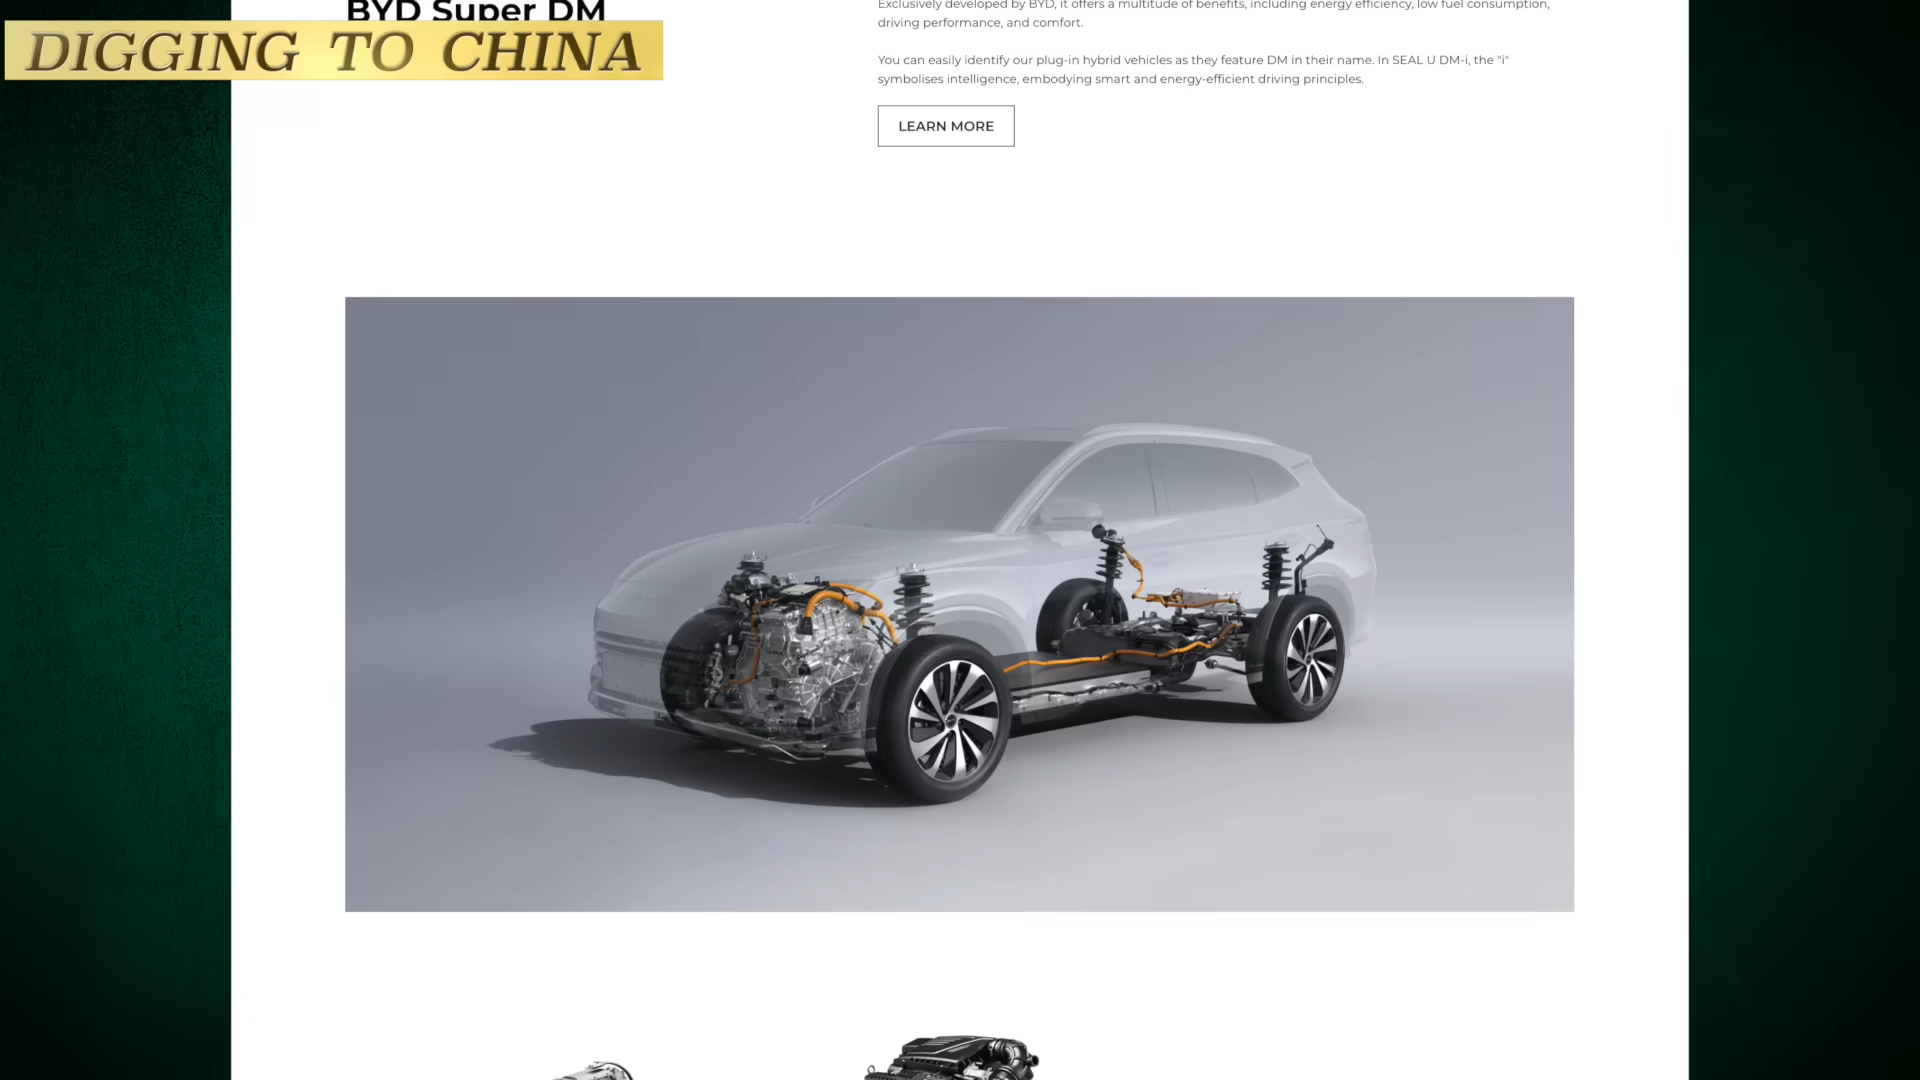 BYD Super DM
DIGGING TO CHINA
Exclusively developed by BYD, it offers a multitude of benefits, including energy efficiency, low fuel consumption,
driving performance, and comfort.
You can easily identify our plug-in hybrid vehicles as they feature DM in their name. In SEAL U DM-i, the "i"
symbolises intelligence, embodying smart and energy-efficient driving principles.
LEARN MORE